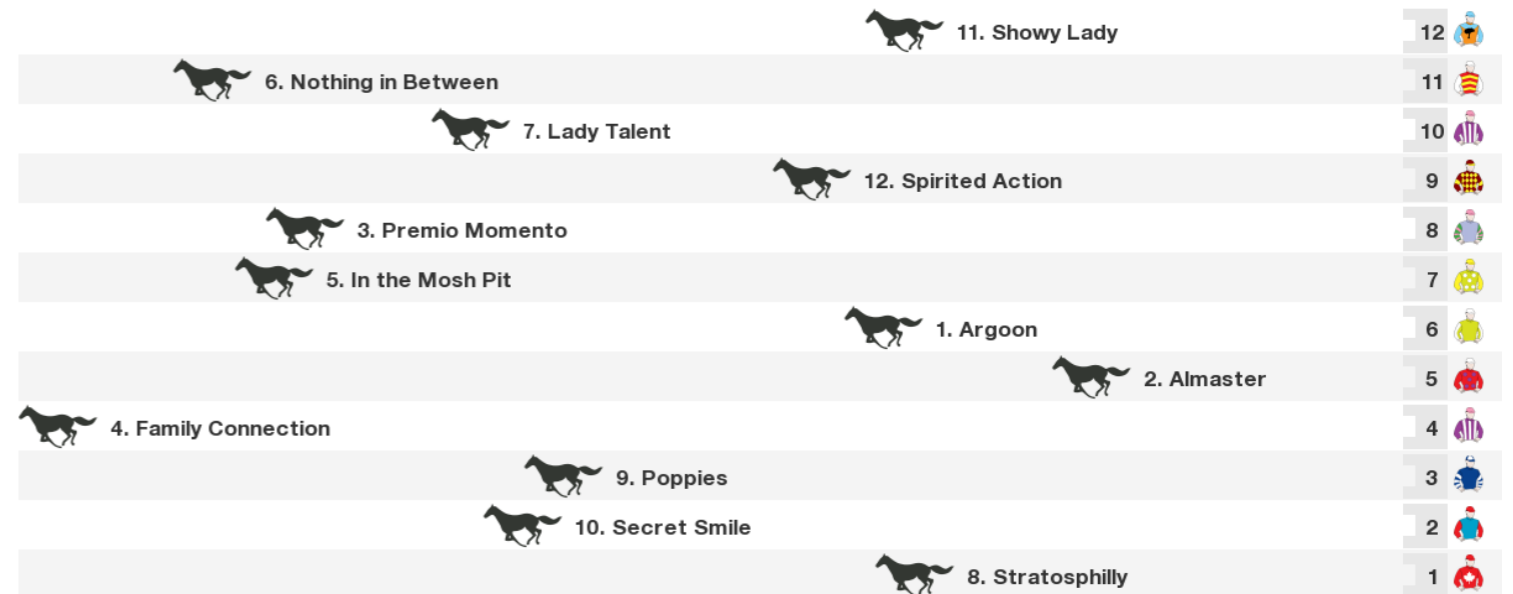 11. Showy Lady 12
6. Nothing in Between 11
7. Lady Talent 10
12. Spirited Action 9
3. Premio Momento 8
5. In the Mosh Pit 7
1. Argoon 6
2. Almaster 5
4. Family Connection 4
9. Poppies 3
10. Secret Smile 2
8. Stratosphilly 1